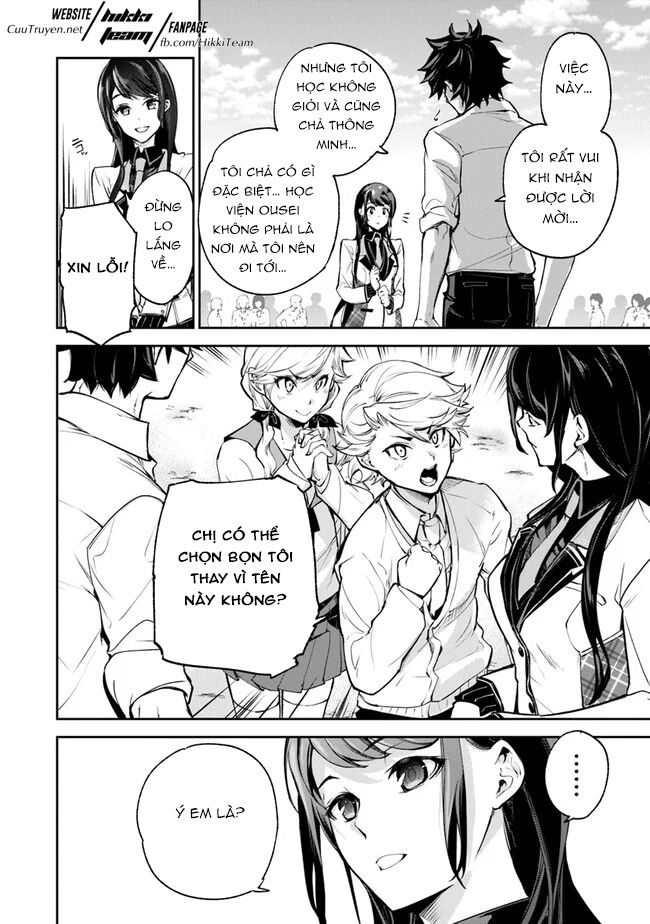 WEBSITE
CuuTruyen.net
hikki
team
FANPAGE
fb.com/HikkiTeam
VIỆC
NÀY...
TÔI RẤT VUI
KHI NHẬN
ĐƯỢC LỜI
MỜI...
NHƯNG TÔI
HỌC KHÔNG
GIỎI VÀ CŨNG
CHẢ THÔNG
MINH...
TÔI CHẢ CÓ GÌ
ĐẶC BIỆT... HỌC
VIỆN OUSEI
KHÔNG PHẢI LÀ
NƠI MÀ TÔI NÊN
ĐI TỚI...
ĐỪNG
LO
LẮNG
VỀ...
XIN LỖI!
CHỊ CÓ THỂ
CHỌN BỌN TÔI
THAY VÌ TÊN
NÀY KHÔNG?
......
Ý EM LÀ?